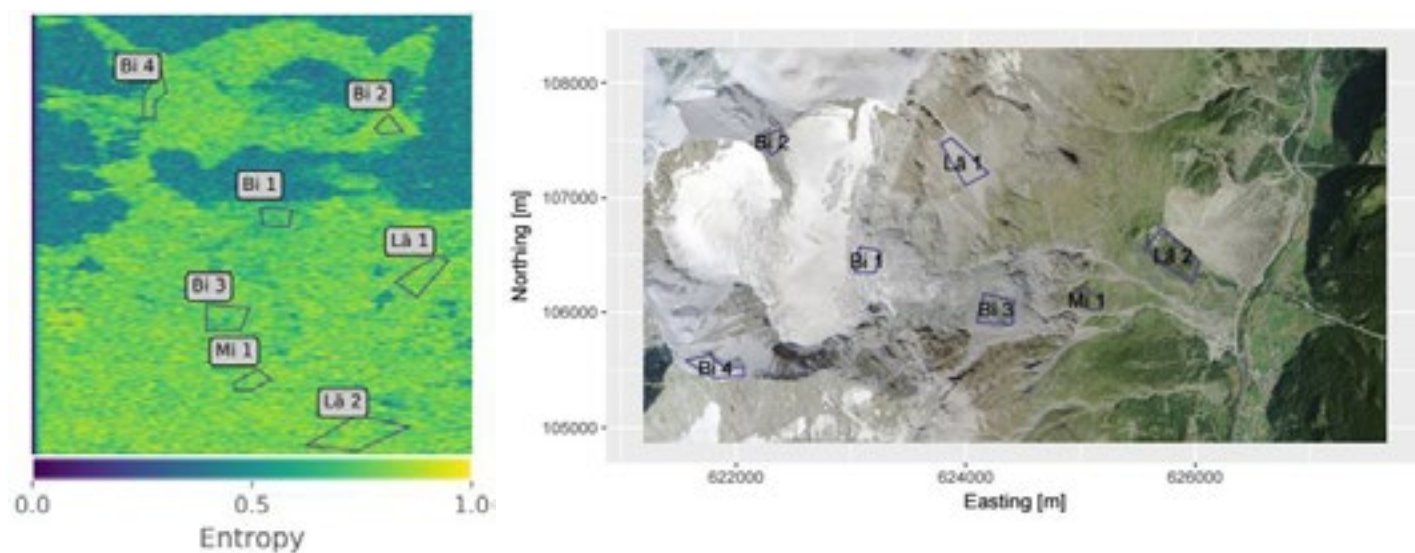 Bi 4
Bi 2
Bi 1
Lä 1
Bi 3
Mi 1
Lä 2
0.0
0.5
1.0
Entropy
108000
107000
106000
105000
Northing [m]
Bi 2
Lä 1
Bi 1
Lä 2
Mi 1
Bi 3
Bi 4
622000
624000
626000
Easting [m]